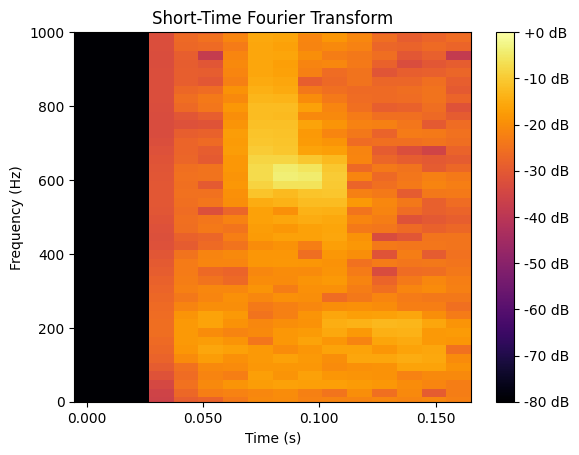 Short-Time Fourier Transform
1000
800
600
400
200
0
Frequency (Hz)
0.000
0.050
0.100
0.150
Time (s)
+0 dB
-10 dB
-20 dB
-30 dB
-40 dB
-50 dB
-60 dB
-70 dB
-80 dB